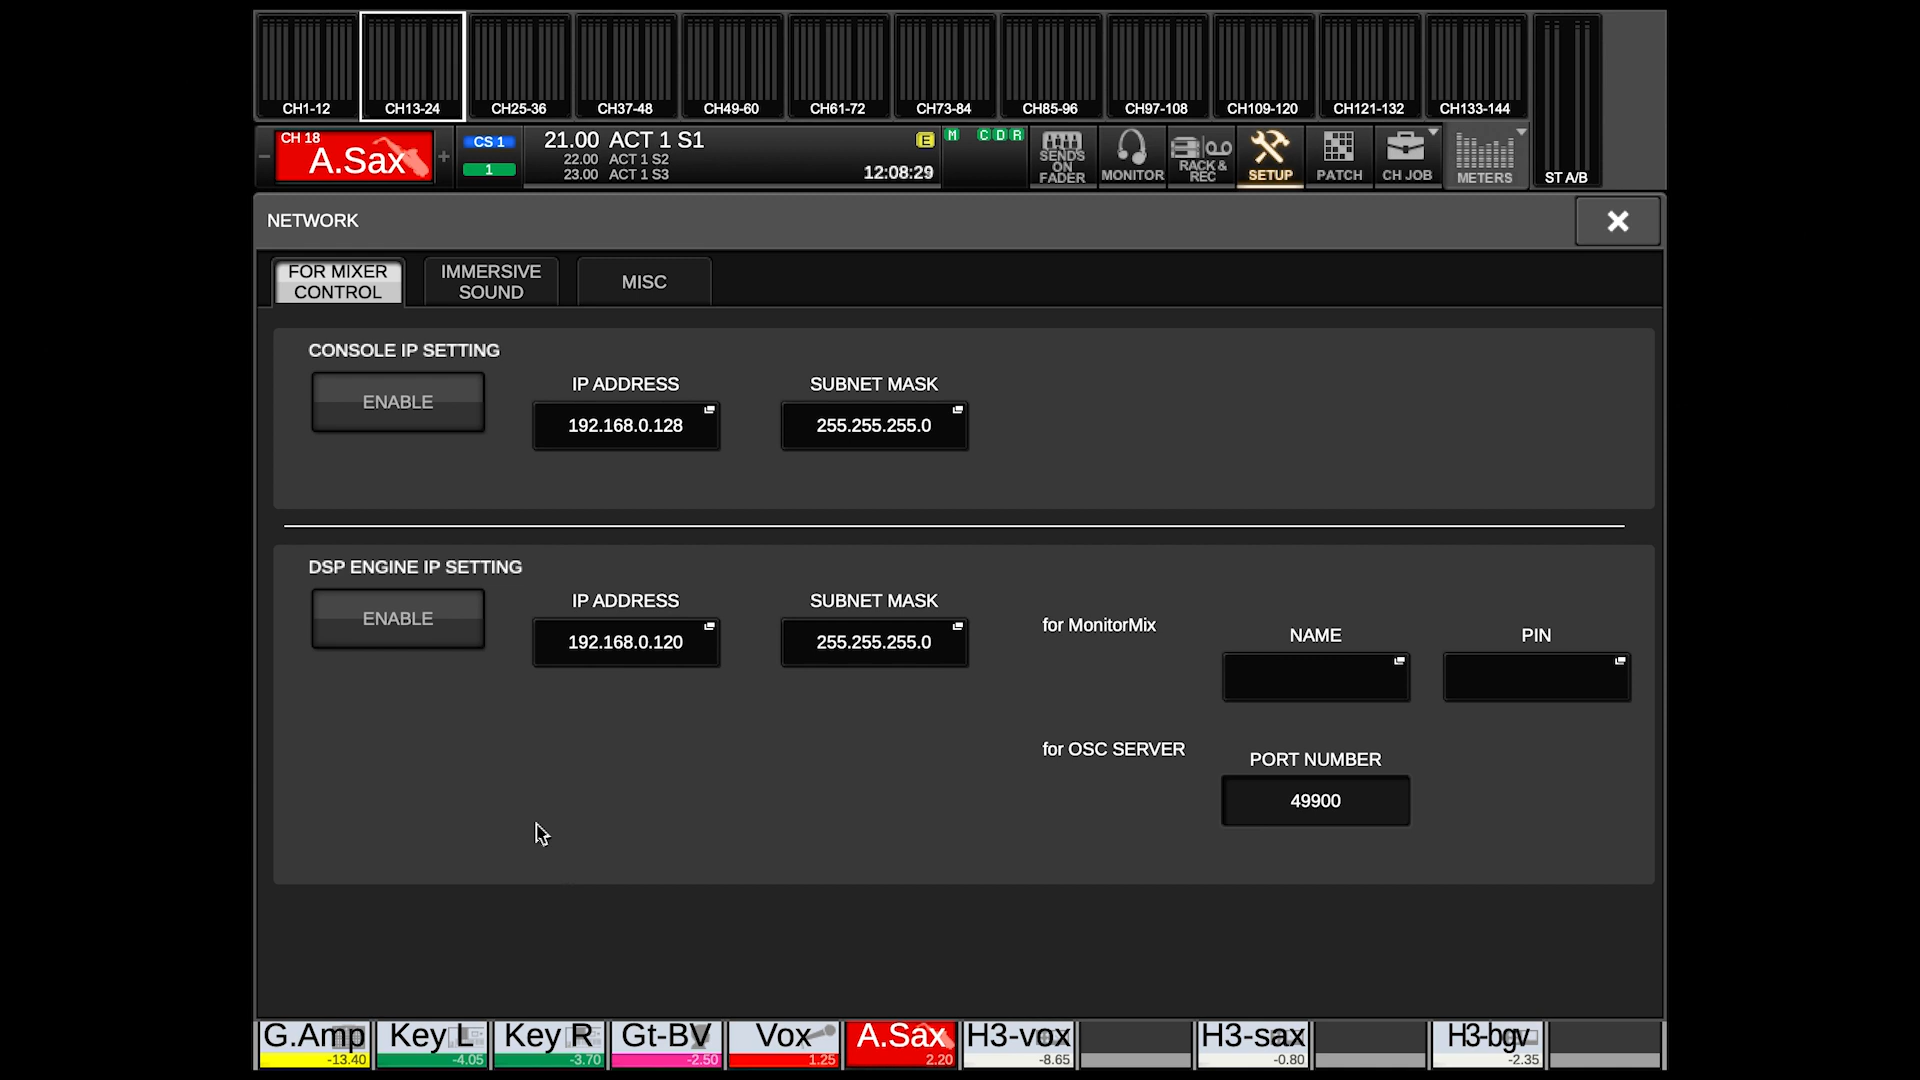 CH1-12 CH13-24 CH25-36 CH37-48 CH49-60 CH61-72 CH73-84 CH85-96 CH97-108 CH109-120 CH121-132 CH133-144
CH 18
A.Sax
CS 1
1
21.00 ACT 1 S1
22.00 ACT 1 S2
23.00 ACT 1 S3
E
12:08:29
M C D R
SENDS
ON
FADER
MONITOR
RACK &
REC
SETUP
PATCH
CH JOB
METERS
ST A/B
NETWORK
FOR MIXER
CONTROL
IMMERSIVE
SOUND
MISC
CONSOLE IP SETTING
ENABLE
IP ADDRESS
192.168.0.128
SUBNET MASK
255.255.255.0
DSP ENGINE IP SETTING
ENABLE
IP ADDRESS
192.168.0.120
SUBNET MASK
255.255.255.0
for MonitorMix
NAME
PIN
for OSC SERVER
PORT NUMBER
49900
G.Amp Key L Key R Gt-BV Vox A.Sax H3-vox H3-sax H3-bgv
-13.40 -4.05 -3.70 -2.50 1.25 2.20 -8.65 -0.80 -2.35